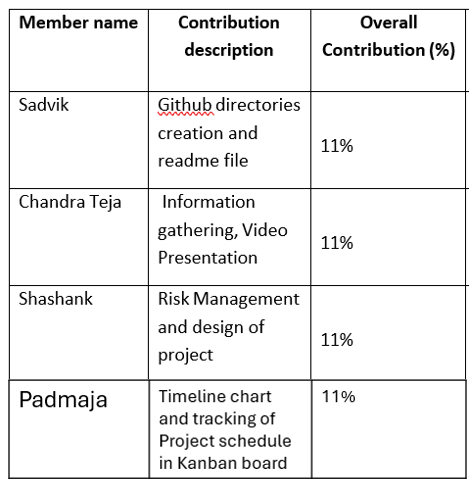 Member name
Contribution
description
Overall
Contribution (%)
Sadvik
Github directories
creation and
readme file
11%
Chandra Teja
Information
gathering, Video
Presentation
11%
Shashank
Risk Management
and design of
project
11%
Padmaja
Timeline chart
and tracking of
Project schedule
in Kanban board
11%